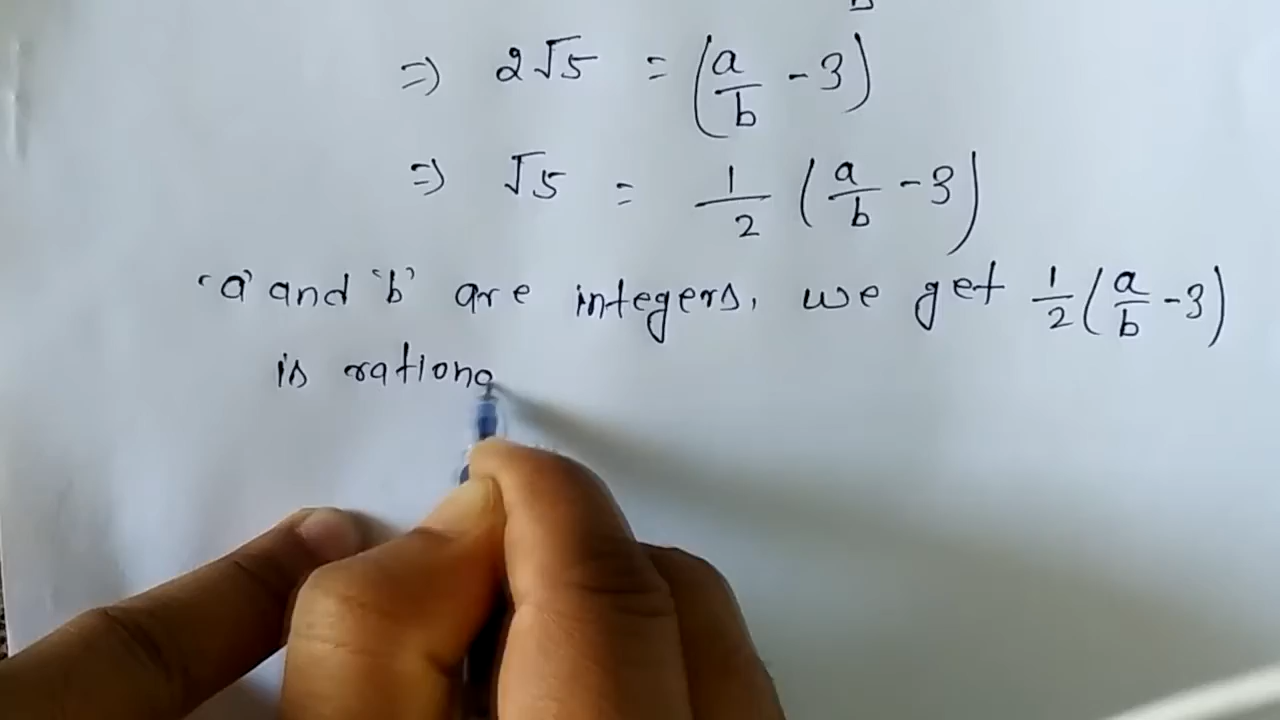 => 2√5 = (a/b - 3)
=> √5 = 1/2 (a/b - 3)
'a' and 'b' are integers, we get 1/2 (a/b - 3)
is rationa